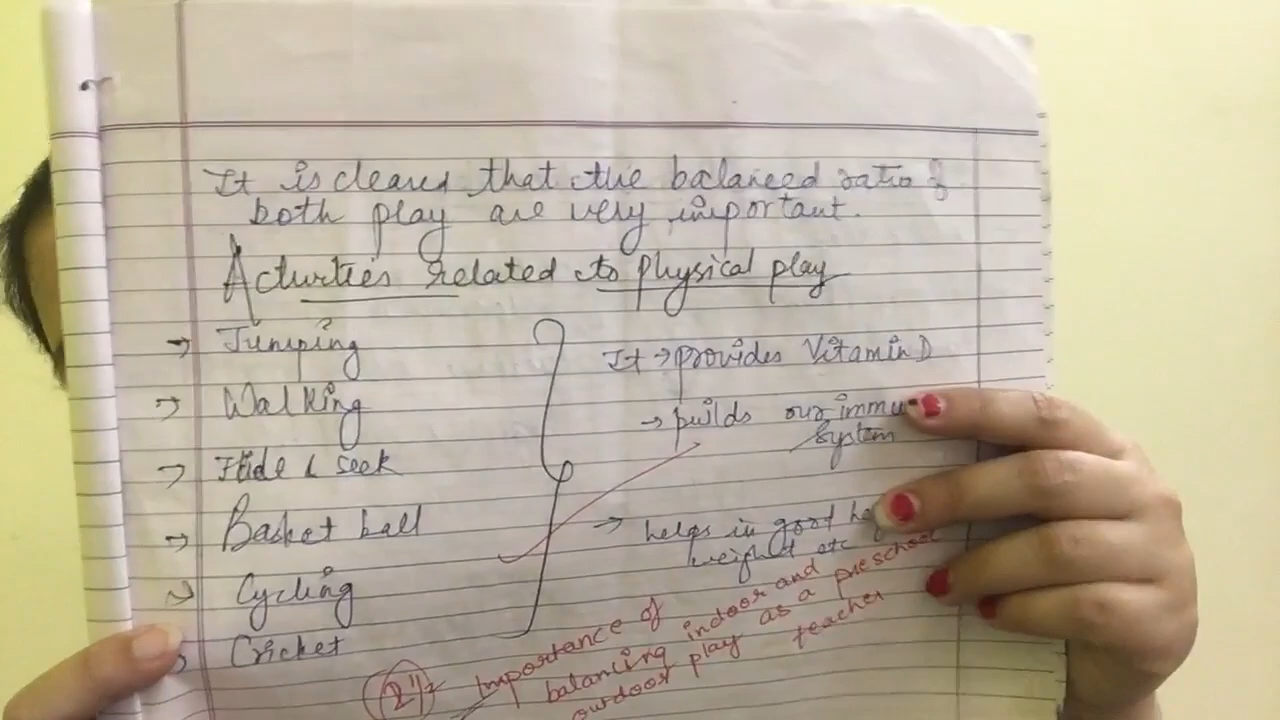 It is cleared that the balanced ratio of
both play are very important.
Activities related to physical play
→ Jumping
→ Walking
→ Hide & seek
→ Basket ball
→ Cycling
→ Cricket
It → provides Vitamin D
→ builds our immu
system
→ helps in
weight etc
2½ Importance of
balancing indoor and
outdoor play as a preschool
teacher